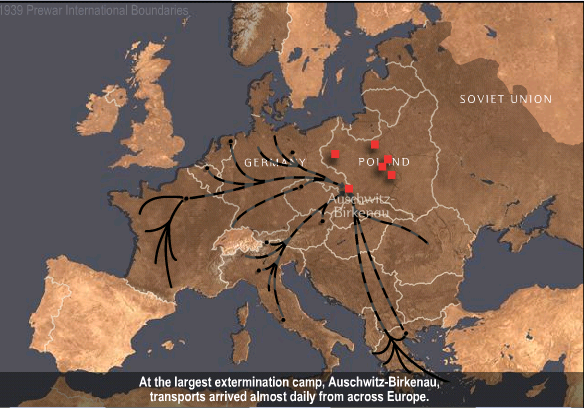 1939 Prewar International Boundaries
SOVIET UNION
GERMANY
POLAND
Auschwitz-
Birkenau
At the largest extermination camp, Auschwitz-Birkenau,
transports arrived almost daily from across Europe.